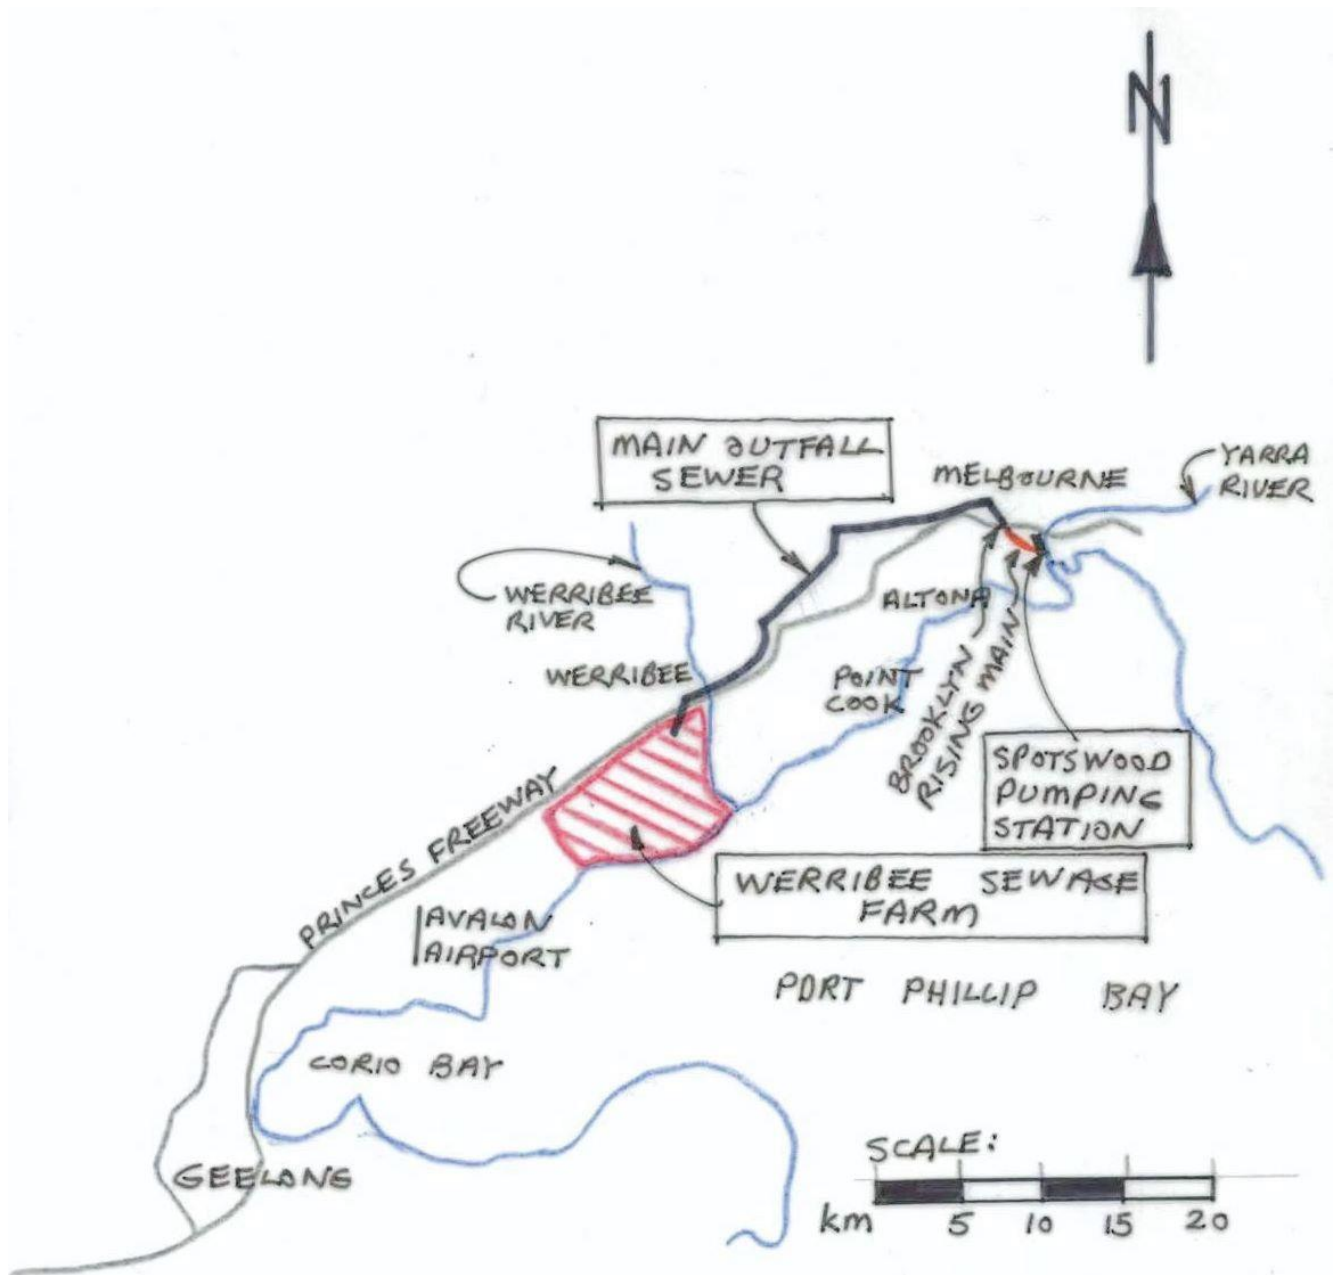 N
MAIN OUTFALL
SEWER
MELBOURNE
YARRA
RIVER
WERRIBEE
RIVER
ALTONA
WERRIBEE
POINT
COOK
BROOKLYN
RISING MAIN
SPOTSWOOD
PUMPING
STATION
PRINCES FREEWAY
WERRIBEE SEWAGE
FARM
AVALON
AIRPORT
PORT PHILLIP BAY
CORIO BAY
GEELONG
SCALE:
km 5 10 15 20